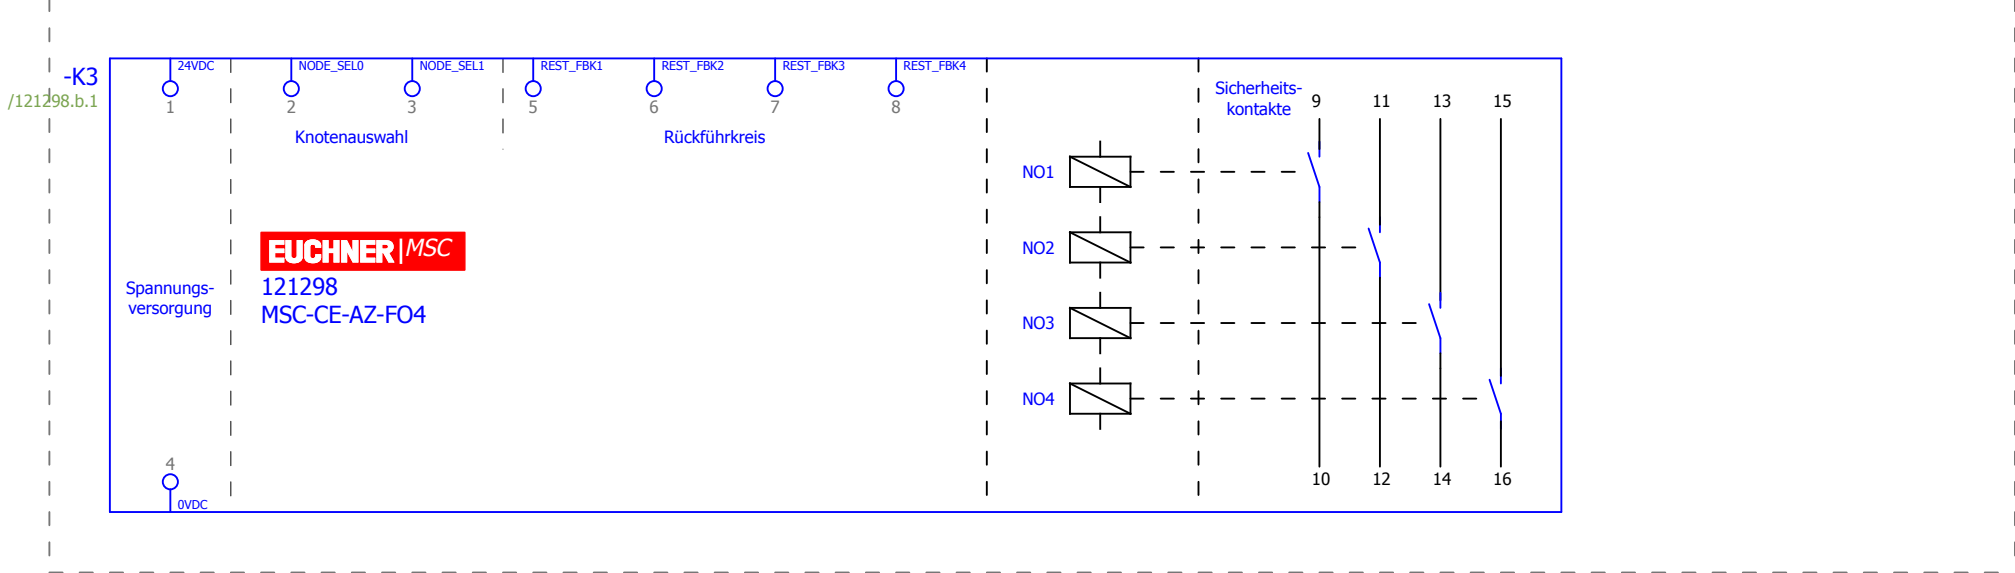 -K3
/121298.b.1
24VDC
1
NODE_SEL0
2
NODE_SEL1
3
Knotenauswahl
REST_FBK1
5
REST_FBK2
6
REST_FBK3
7
REST_FBK4
8
Rückführkreis
Sicherheits-
kontakte
9
11
13
15
NO1
NO2
NO3
NO4
EUCHNER|MSC
121298
MSC-CE-AZ-FO4
Spannungs-
versorgung
4
0VDC
10
12
14
16